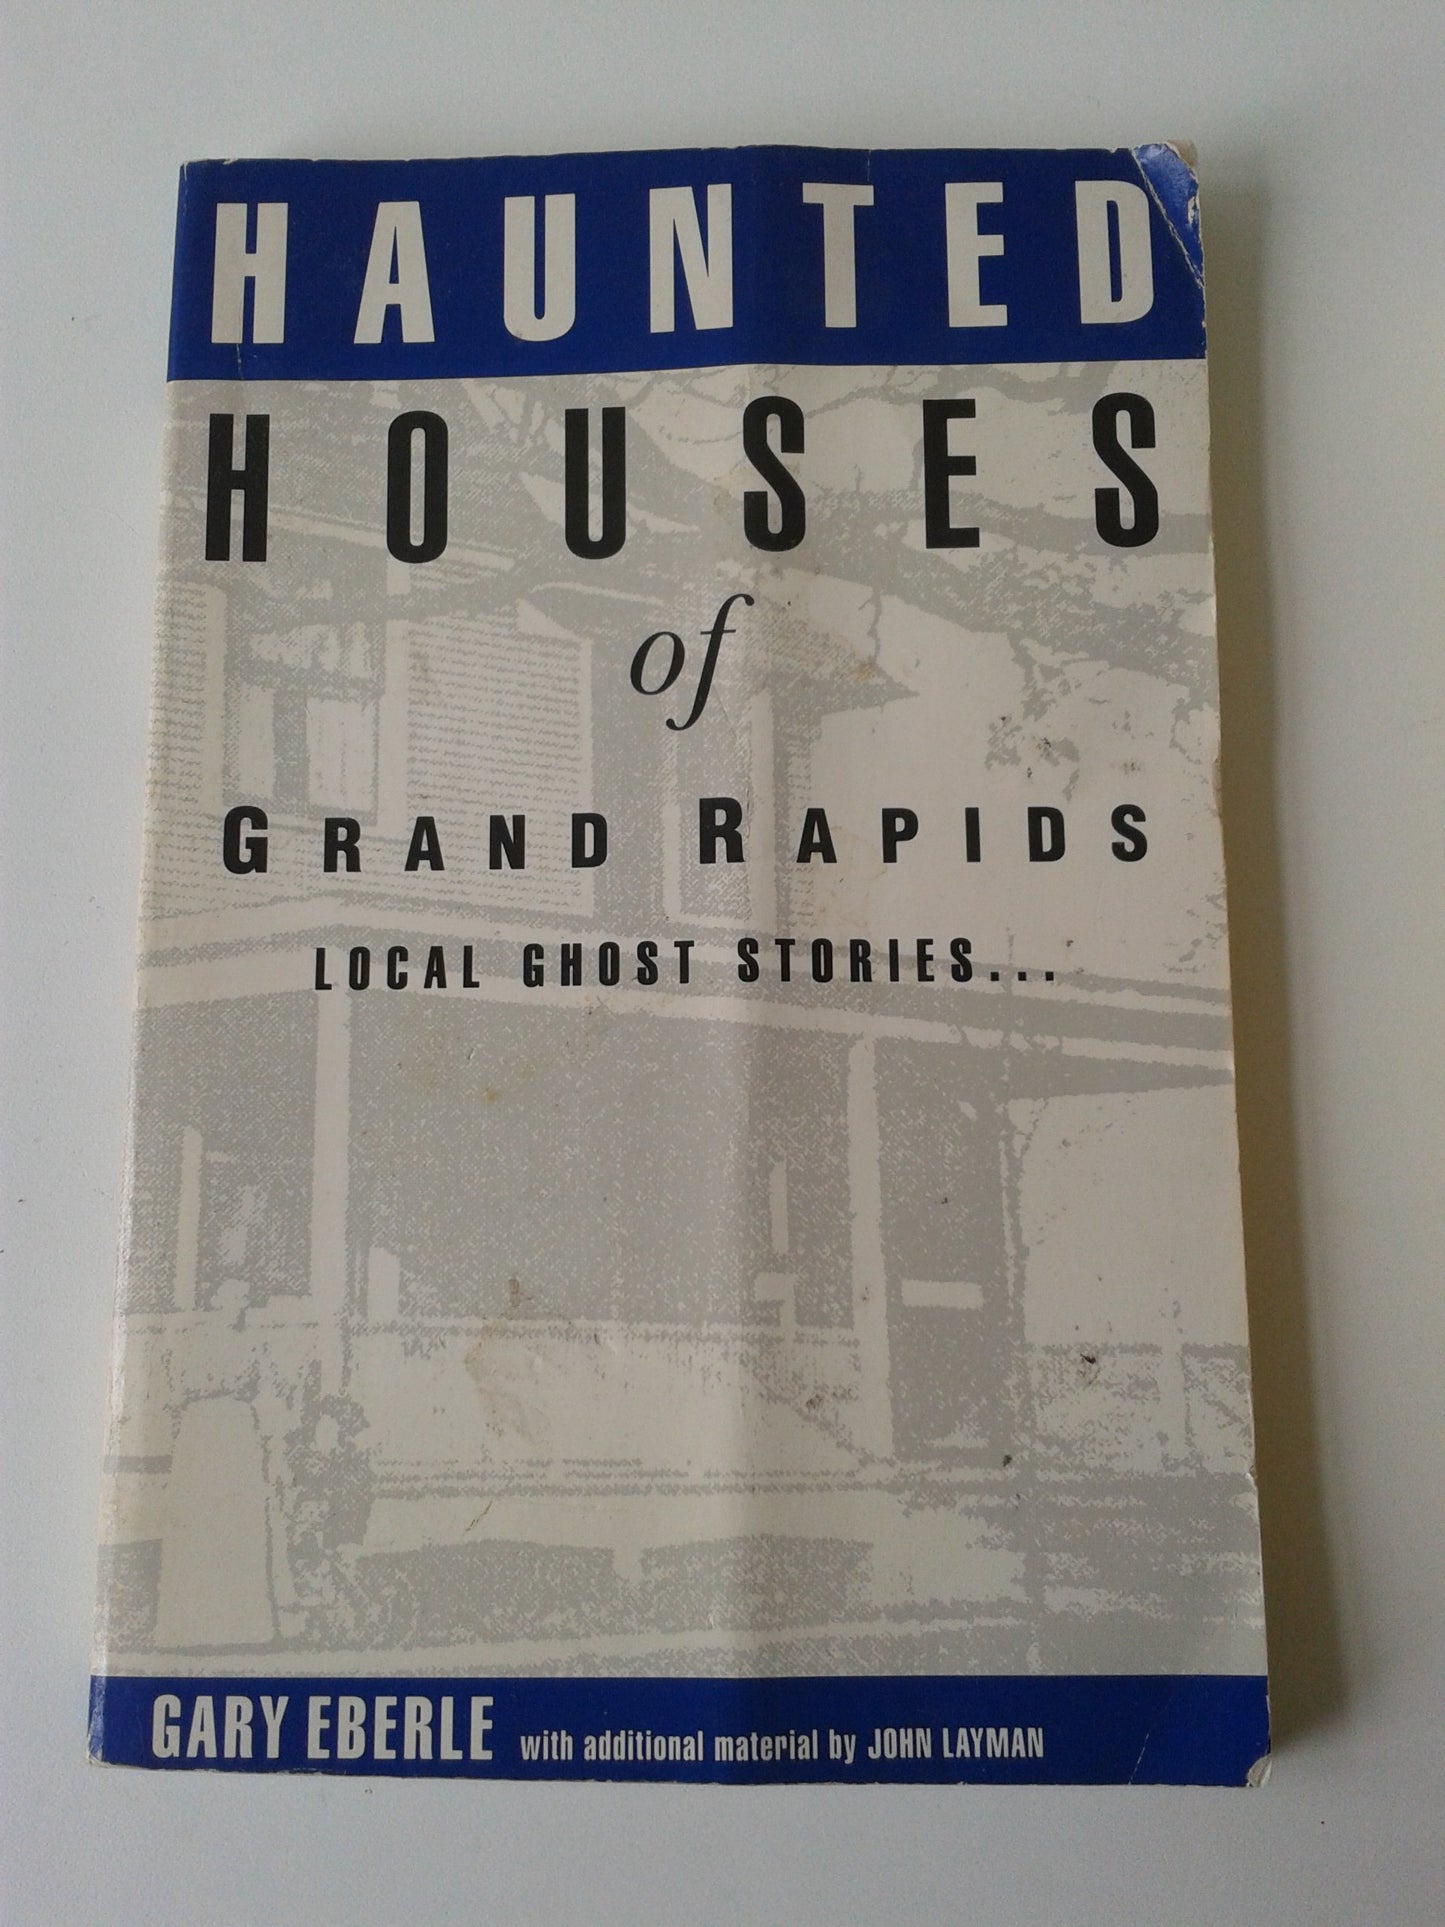 HAUNTED
HOUSES
of
GRAND RAPIDS
LOCAL GHOST STORIES...
GARY EBERLE with additional material by JOHN LAYMAN